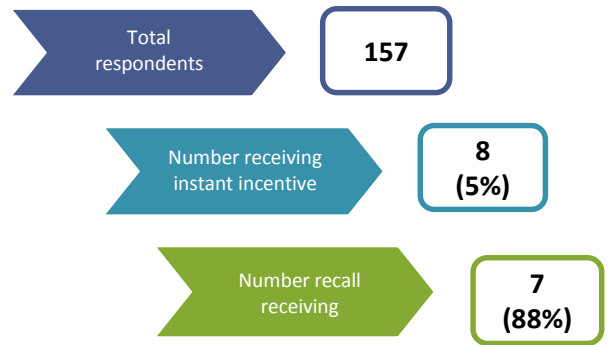 Total
respondents
157
Number receiving
instant incentive
8
(5%)
Number recall
receiving
7
(88%)